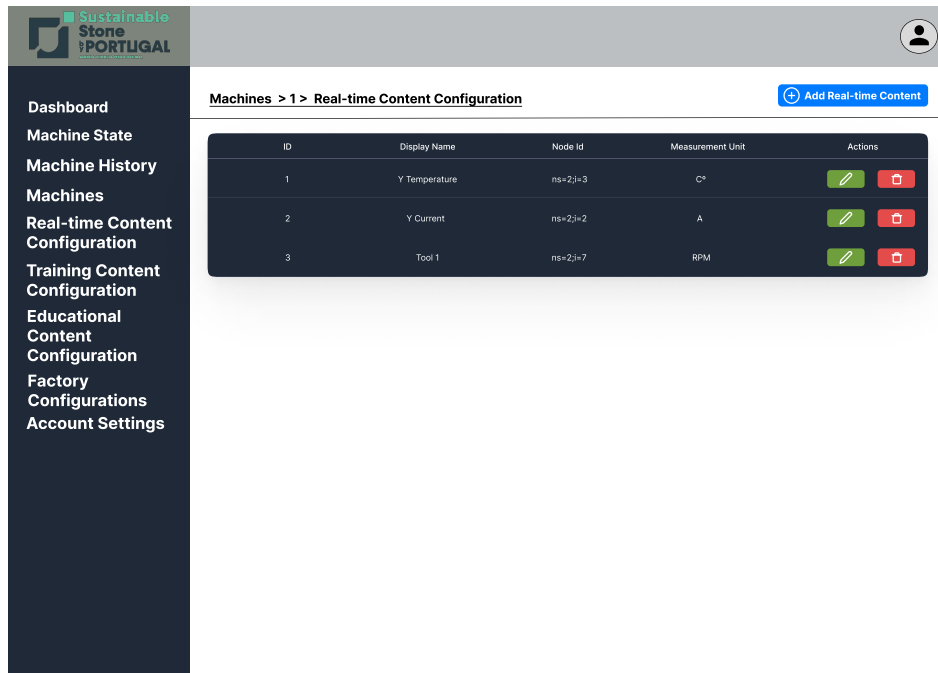 Sustainable
Stone
BY PORTUGAL
Machines > 1 > Real-time Content Configuration
Add Real-time Content
Dashboard
Machine State
Machine History
Machines
Real-time Content
Configuration
Training Content
Configuration
Educational
Content
Configuration
Factory
Configurations
Account Settings
ID Display Name Node Id Measurement Unit Actions
1 Y Temperature ns=2;i=3 Cº
2 Y Current ns=2;i=2 A
3 Tool 1 ns=2;i=7 RPM